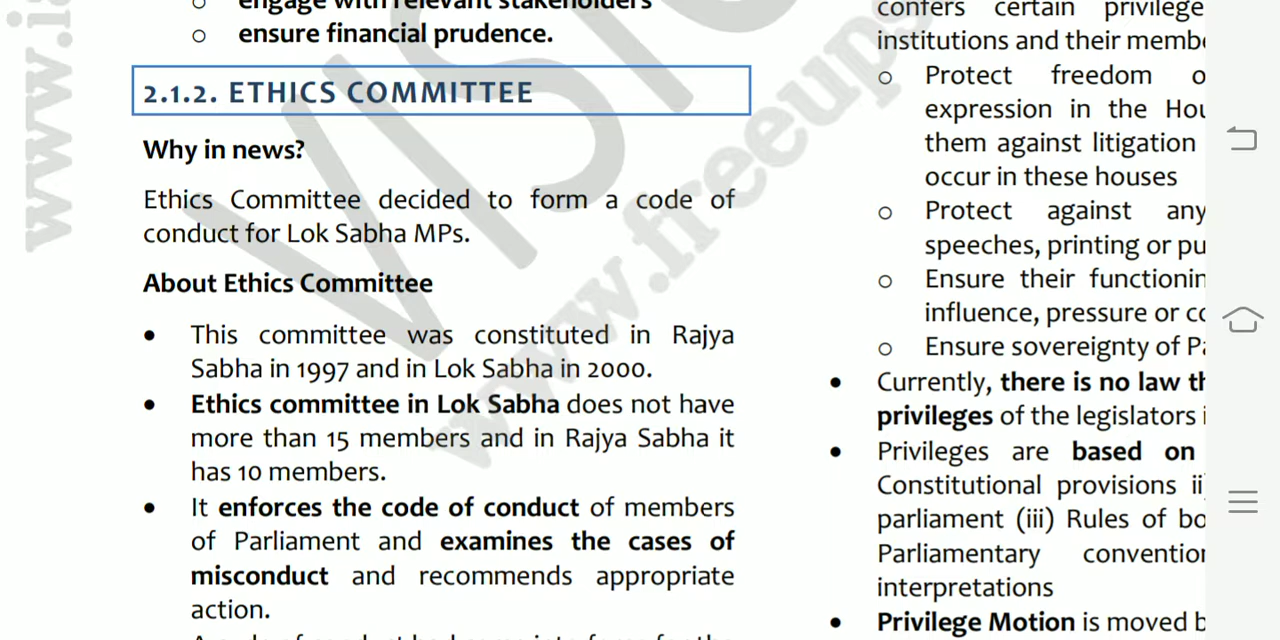 engage with relevant stakeholders
o ensure financial prudence.
2.1.2. ETHICS COMMITTEE
Why in news?
Ethics Committee decided to form a code of
conduct for Lok Sabha MPs.
About Ethics Committee
• This committee was constituted in Rajya
Sabha in 1997 and in Lok Sabha in 2000.
• Ethics committee in Lok Sabha does not have
more than 15 members and in Rajya Sabha it
has 10 members.
• It enforces the code of conduct of members
of Parliament and examines the cases of
misconduct and recommends appropriate
action.
confers certain privilege
institutions and their memb
o Protect freedom o
expression in the Hou
them against litigation
occur in these houses
o Protect against any
speeches, printing or pu
o Ensure their functionin
influence, pressure or co
o Ensure sovereignty of Pa
• Currently, there is no law th
privileges of the legislators i
• Privileges are based on
Constitutional provisions ii)
parliament (iii) Rules of bo
Parliamentary convention
interpretations
• Privilege Motion is moved b
VISI
www.freeups
www.i